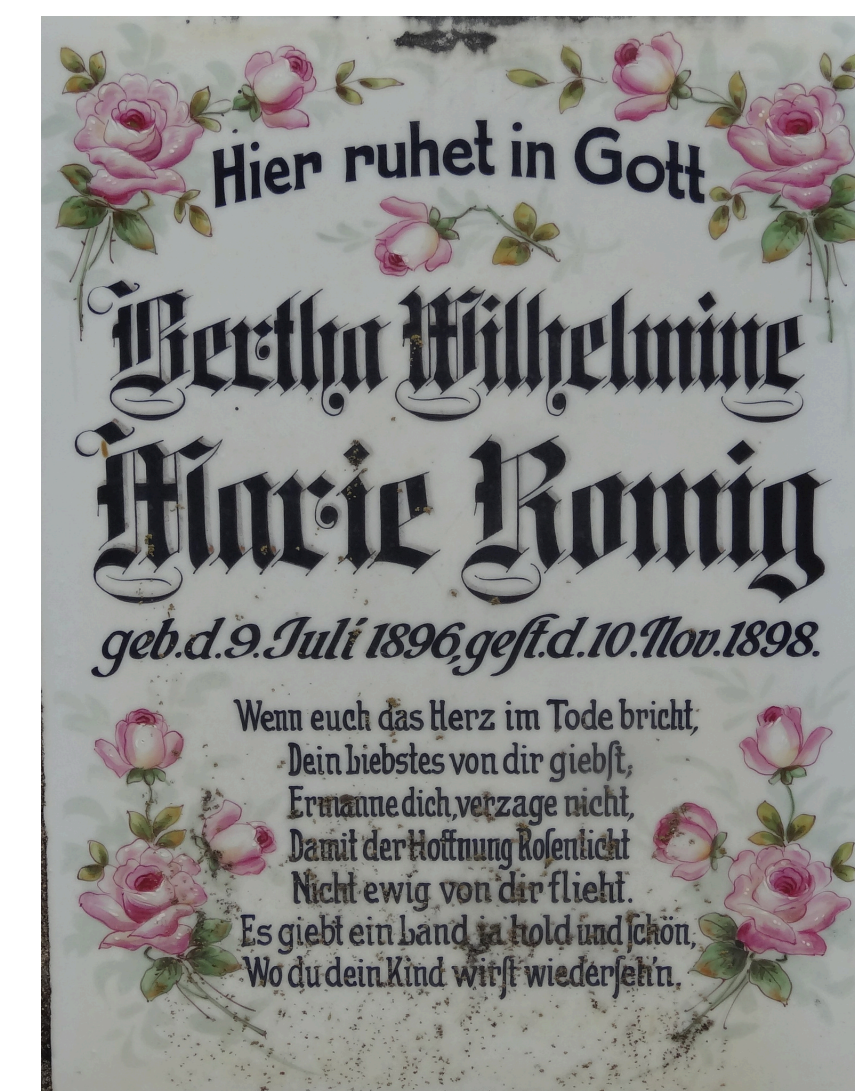 Hier ruhet in Gott
Bertha Wilhelmine
Marie Romig
geb.d.9.Juli 1896,geſt.d.10.Nov.1898.
Wenn euch das Herz im Tode bricht,
Dein Liebstes von dir giebſt,
Ermanne dich,verzage nicht,
Damit der Hoffnung Roſenlicht
Nicht ewig von dir flieht.
Es giebt ein Land ja hold und ſchön,
Wo du dein Kind wirſt wiederſeh'n.